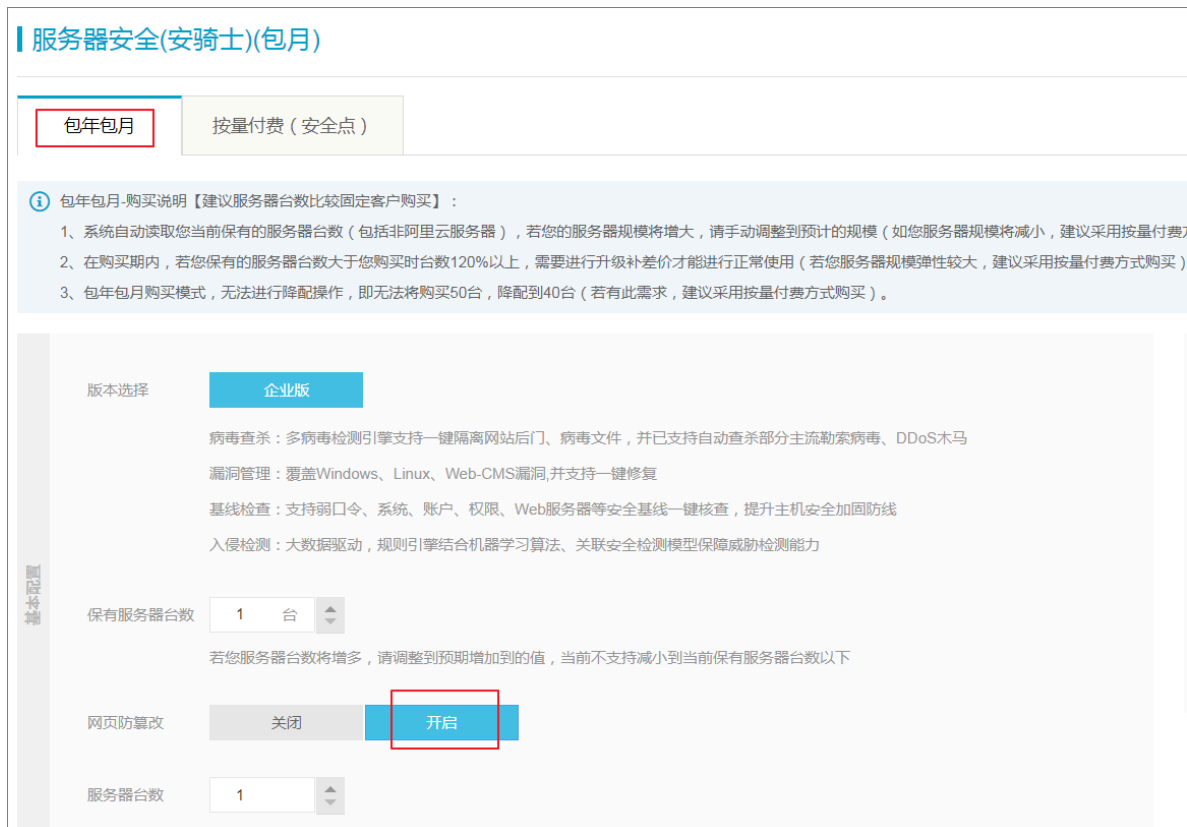 服务器安全(安骑士)(包月)
包年包月
按量付费（安全点）
包年包月-购买说明【建议服务器台数比较固定客户购买】：
1、系统自动读取您当前保有的服务器台数（包括非阿里云服务器），若您的服务器规模将增大，请手动调整到预计的规模（如您服务器规模将减小，建议采用按量付费
2、在购买期内，若您保有的服务器台数大于您购买时台数120%以上，需要进行升级补差价才能进行正常使用（若您服务器规模弹性较大，建议采用按量付费方式购买）
3、包年包月购买模式，无法进行降配操作，即无法将购买50台，降配到40台（若有此需求，建议采用按量付费方式购买）。
基本配置
版本选择
企业版
病毒查杀：多病毒检测引擎支持一键隔离网站后门、病毒文件，并已支持自动查杀部分主流勒索病毒、DDoS木马
漏洞管理：覆盖Windows、Linux、Web-CMS漏洞,并支持一键修复
基线检查：支持弱口令、系统、账户、权限、Web服务器等安全基线一键核查，提升主机安全加固防线
入侵检测：大数据驱动，规则引擎结合机器学习算法、关联安全检测模型保障威胁检测能力
保有服务器台数
1 台
若您服务器台数将增多，请调整到预期增加到的值，当前不支持减小到当前保有服务器台数以下
网页防篡改
关闭
开启
服务器台数
1